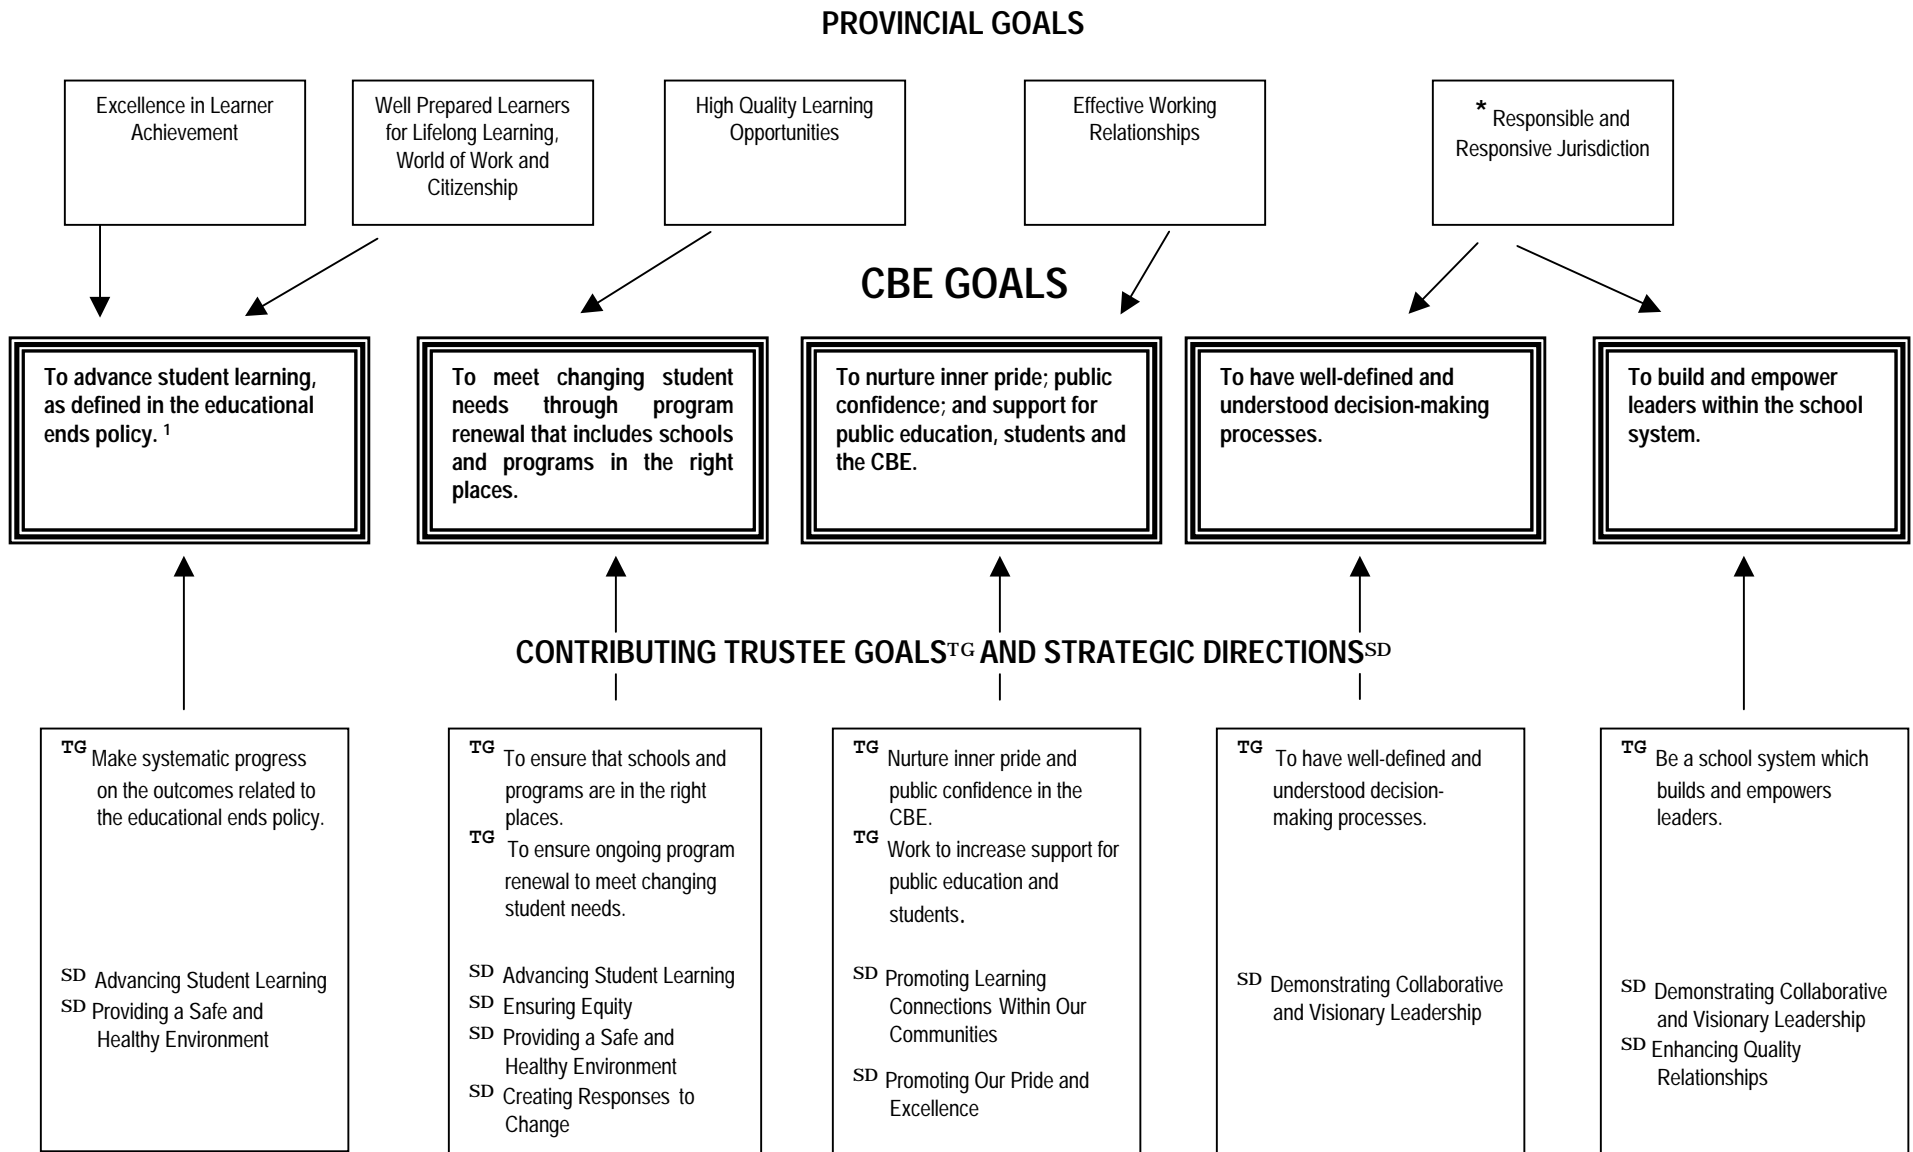 PROVINCIAL GOALS
Excellence in Learner
Achievement
Well Prepared Learners
for Lifelong Learning,
World of Work and
Citizenship
High Quality Learning
Opportunities
Effective Working
Relationships
* Responsible and
Responsive Jurisdiction
CBE GOALS
To advance student learning,
as defined in the educational
ends policy. 1
To meet changing student
needs through program
renewal that includes schools
and programs in the right
places.
To nurture inner pride; public
confidence; and support for
public education, students and
the CBE.
To have well-defined and
understood decision-making
processes.
To build and empower
leaders within the school
system.
CONTRIBUTING TRUSTEE GOALS TG AND STRATEGIC DIRECTIONS SD
TG Make systematic progress
on the outcomes related to
the educational ends policy.
SD Advancing Student Learning
SD Providing a Safe and
Healthy Environment
TG To ensure that schools and
programs are in the right
places.
TG To ensure ongoing program
renewal to meet changing
student needs.
SD Advancing Student Learning
SD Ensuring Equity
SD Providing a Safe and
Healthy Environment
SD Creating Responses to
Change
TG Nurture inner pride and
public confidence in the
CBE.
TG Work to increase support for
public education and
students.
SD Promoting Learning
Connections Within Our
Communities
SD Promoting Our Pride and
Excellence
TG To have well-defined and
understood decision-
making processes.
SD Demonstrating Collaborative
and Visionary Leadership
TG Be a school system which
builds and empowers
leaders.
SD Demonstrating Collaborative
and Visionary Leadership
SD Enhancing Quality
Relationships